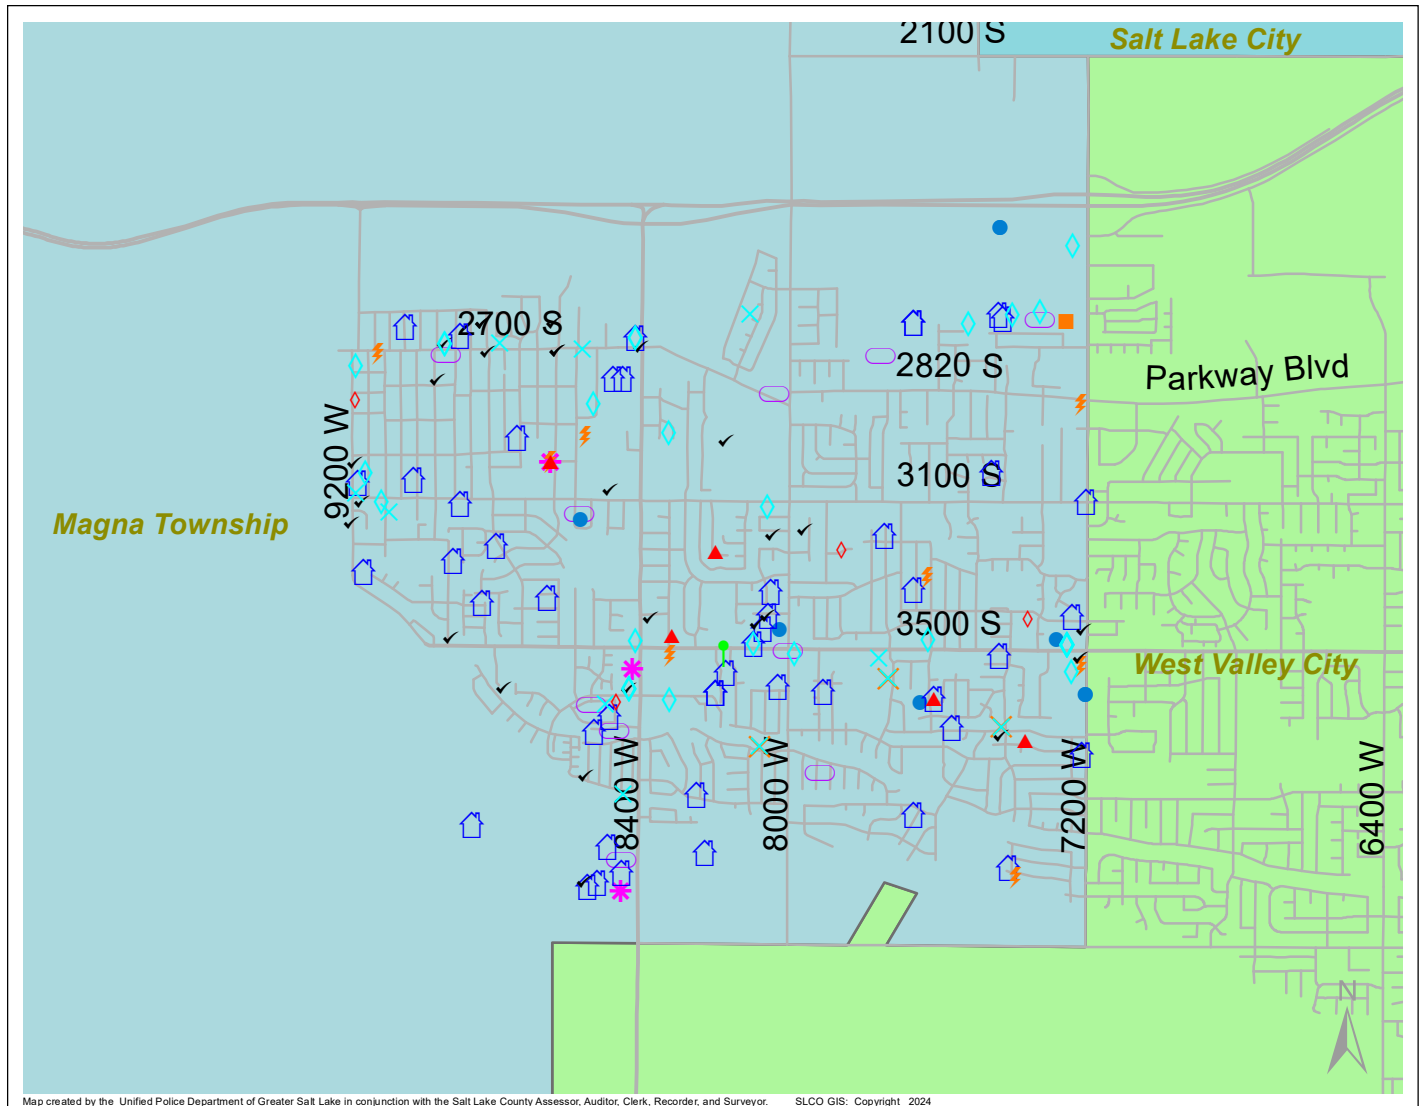 2100 S
Salt Lake City
2700 S
2820 S
Parkway Blvd
9200 W
3100 S
Magna Township
3500 S
West Valley City
8400 W
8000 W
7200 W
6400 W
N
Map created by the Unified Police Department of Greater Salt Lake in conjunction with the Salt Lake County Assessor, Auditor, Clerk, Recorder, and Surveyor. SLCO GIS: Copyright 2024